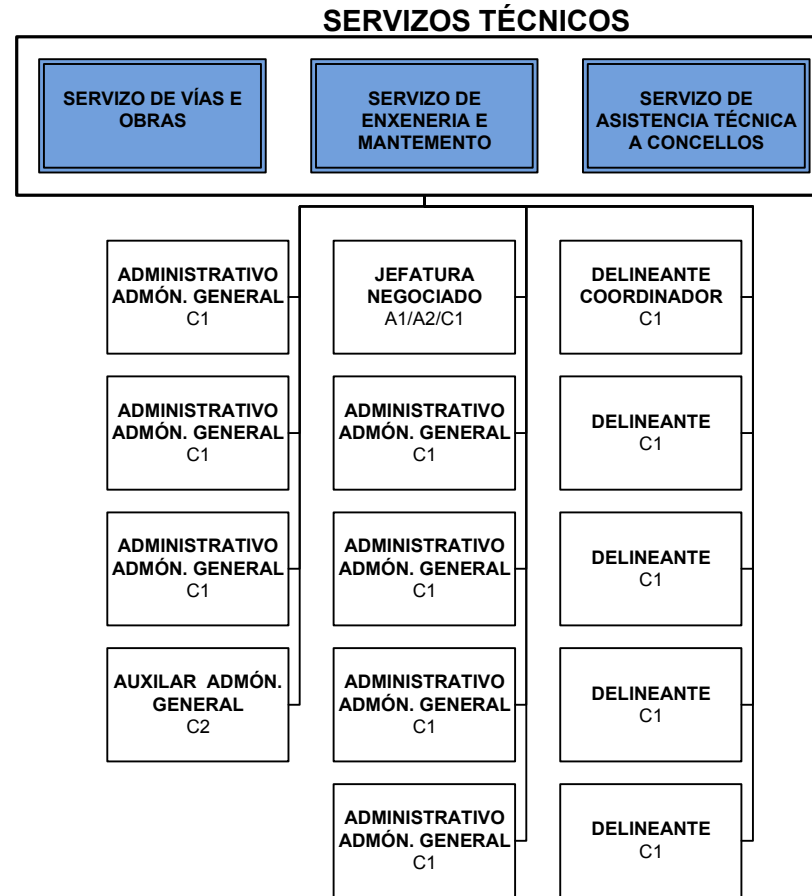 SERVIZOS TÉCNICOS
SERVIZO DE VÍAS E
OBRAS
SERVIZO DE
ENXENERIA E
MANTEMENTO
SERVIZO DE
ASISTENCIA TÉCNICA
A CONCELLOS
ADMINISTRATIVO
ADMÓN. GENERAL
C1
JEFATURA
NEGOCIADO
A1/A2/C1
DELINEANTE
COORDINADOR
C1
ADMINISTRATIVO
ADMÓN. GENERAL
C1
ADMINISTRATIVO
ADMÓN. GENERAL
C1
DELINEANTE
C1
ADMINISTRATIVO
ADMÓN. GENERAL
C1
ADMINISTRATIVO
ADMÓN. GENERAL
C1
DELINEANTE
C1
AUXILAR ADMÓN.
GENERAL
C2
ADMINISTRATIVO
ADMÓN. GENERAL
C1
DELINEANTE
C1
ADMINISTRATIVO
ADMÓN. GENERAL
C1
DELINEANTE
C1